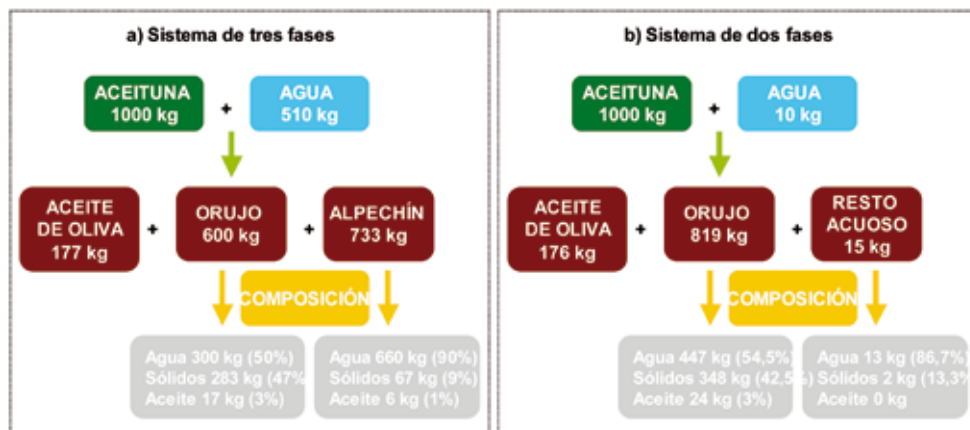 a) Sistema de tres fases
ACEITUNA
1000 kg
+
AGUA
510 kg
ACEITE
DE OLIVA
177 kg
+
ORUJO
600 kg
+
ALPECHÍN
733 kg
COMPOSICIÓN
Agua 300 kg (50%)
Sólidos 283 kg (47%
Aceite 17 kg (3%)
Agua 660 kg (90%)
Sólidos 67 kg (9%)
Aceite 6 kg (1%)
b) Sistema de dos fases
ACEITUNA
1000 kg
+
AGUA
10 kg
ACEITE
DE OLIVA
176 kg
+
ORUJO
819 kg
+
RESTO
ACUOSO
15 kg
COMPOSICIÓN
Agua 447 kg (54,5%)
Sólidos 348 kg (42,5%)
Aceite 24 kg (3%)
Agua 13 kg (86,7%)
Sólidos 2 kg (13,3%
Aceite 0 kg